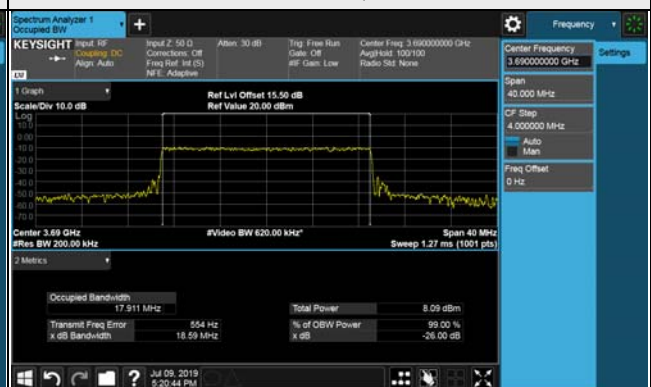 Spectrum Analyzer 1
Occupied BW
+
Frequency
KEYSIGHT
Input: RF
Coupling: DC
Align: Auto
Input Z: 50 Ω
Corrections: Off
Freq Ref: Int (S)
NFE: Adaptive
Atten: 30 dB
Trig: Free Run
Gate: Off
#IF Gain: Low
Center Freq: 3.690000000 GHz
Avg|Hold: 100/100
Radio Std: None
LXI
Center Frequency
3.690000000 GHz
Settings
Span
40.000 MHz
CF Step
4.000000 MHz
Auto
Man
Freq Offset
0 Hz
1 Graph
Scale/Div 10.0 dB
Ref Lvl Offset 15.50 dB
Ref Value 20.00 dBm
Log
10.0
0.00
-10.0
-20.0
-30.0
-40.0
-50.0
-60.0
-70.0
Center 3.69 GHz
#Video BW 620.00 kHz*
Span 40 MHz
#Res BW 200.00 kHz
Sweep 1.27 ms (1001 pts)
2 Metrics
Occupied Bandwidth
17.911 MHz
Total Power 8.09 dBm
Transmit Freq Error 554 Hz
% of OBW Power 99.00 %
x dB Bandwidth 18.59 MHz
x dB -26.00 dB
?
Jul 09, 2019
5:20:44 PM